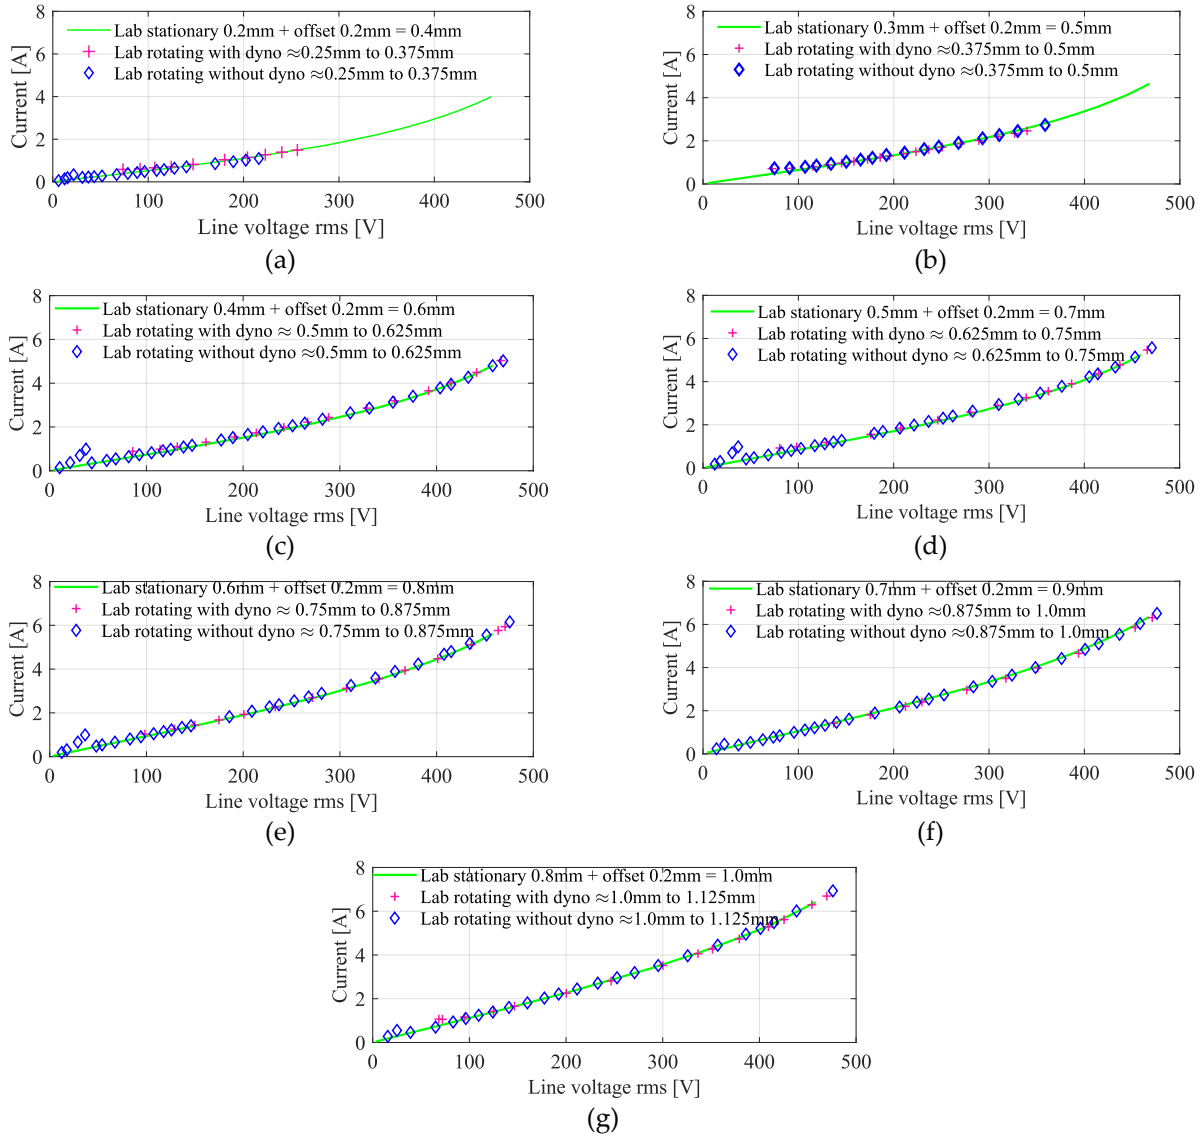 8
6
4
2
0
Current [A]
Lab stationary 0.2mm + offset 0.2mm = 0.4mm
Lab rotating with dyno ≈0.25mm to 0.375mm
Lab rotating without dyno ≈0.25mm to 0.375mm
0 100 200 300 400 500
Line voltage rms [V]
(a)
8
6
4
2
0
Current [A]
Lab stationary 0.3mm + offset 0.2mm = 0.5mm
Lab rotating with dyno ≈0.375mm to 0.5mm
Lab rotating without dyno ≈0.375mm to 0.5mm
0 100 200 300 400 500
Line voltage rms [V]
(b)
8
6
4
2
0
Current [A]
Lab stationary 0.4mm + offset 0.2mm = 0.6mm
Lab rotating with dyno ≈ 0.5mm to 0.625mm
Lab rotating without dyno ≈0.5mm to 0.625mm
0 100 200 300 400 500
Line voltage rms [V]
(c)
8
6
4
2
0
Current [A]
Lab stationary 0.5mm + offset 0.2mm = 0.7mm
Lab rotating with dyno ≈ 0.625mm to 0.75mm
Lab rotating without dyno ≈ 0.625mm to 0.75mm
0 100 200 300 400 500
Line voltage rms [V]
(d)
8
6
4
2
0
Current [A]
Lab stationary 0.6mm + offset 0.2mm = 0.8mm
Lab rotating with dyno ≈ 0.75mm to 0.875mm
Lab rotating without dyno ≈ 0.75mm to 0.875mm
0 100 200 300 400 500
Line voltage rms [V]
(e)
8
6
4
2
0
Current [A]
Lab stationary 0.7mm + offset 0.2mm = 0.9mm
Lab rotating with dyno ≈0.875mm to 1.0mm
Lab rotating without dyno ≈0.875mm to 1.0mm
0 100 200 300 400 500
Line voltage rms [V]
(f)
8
6
4
2
0
Current [A]
Lab stationary 0.8mm + offset 0.2mm = 1.0mm
Lab rotating with dyno ≈1.0mm to 1.125mm
Lab rotating without dyno ≈1.0mm to 1.125mm
0 100 200 300 400 500
Line voltage rms [V]
(g)